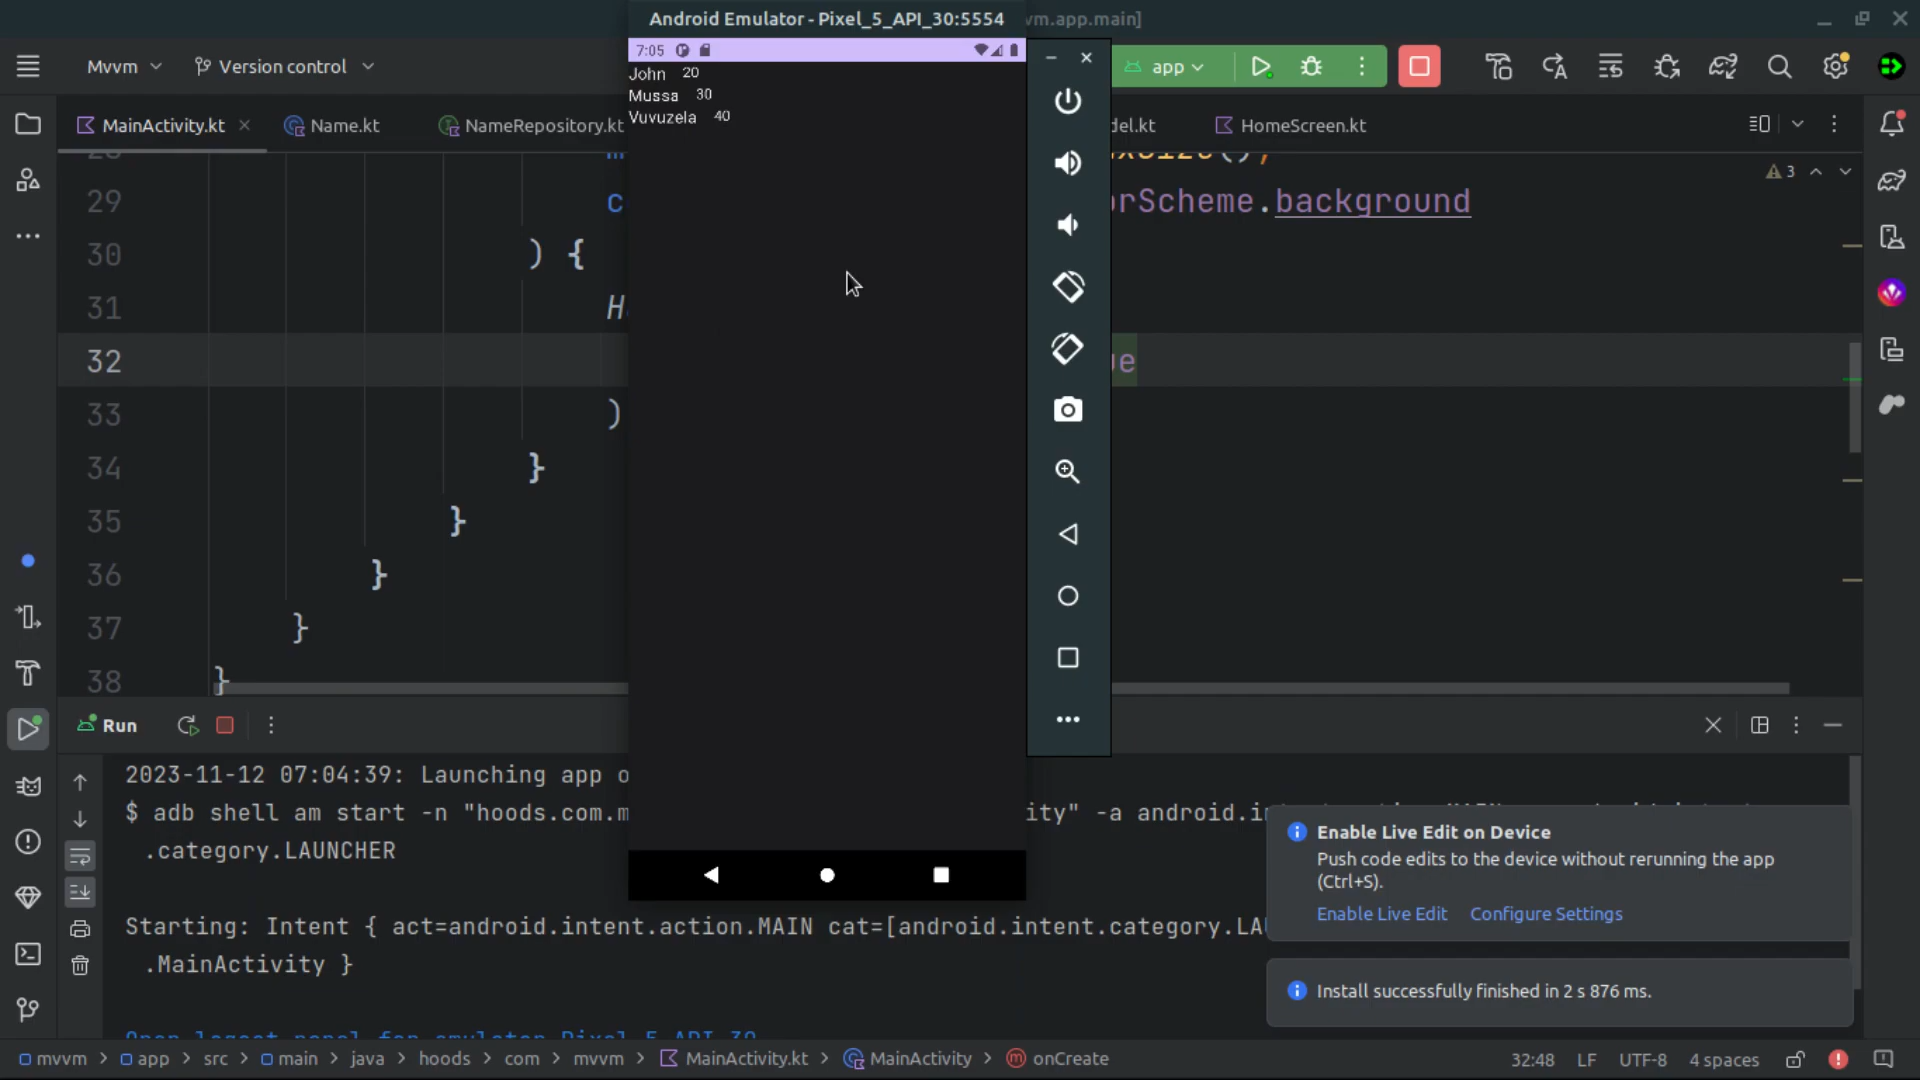 Android Emulator - Pixel_5_API_30:5554
vm.app.main]
7:05
Mvvm
Version control
app
John 20
Mussa 30
Vuvuzela 40
MainActivity.kt
Name.kt
NameRepository.kt
del.kt
HomeScreen.kt
3
29
orScheme.background
30 ) {
31
32
33 )
34 }
35 }
36 }
37 }
38 }
Run
2023-11-12 07:04:39: Launching app o
$ adb shell am start -n "hoods.com.m
ity" -a android.i
.category.LAUNCHER
Starting: Intent { act=android.intent.action.MAIN cat=[android.intent.category.LA
.MainActivity }
Enable Live Edit on Device
Push code edits to the device without rerunning the app
(Ctrl+S).
Enable Live Edit Configure Settings
Install successfully finished in 2 s 876 ms.
mvvm > app > src > main > java > hoods > com > mvvm > MainActivity.kt > MainActivity > onCreate
32:48 LF UTF-8 4 spaces